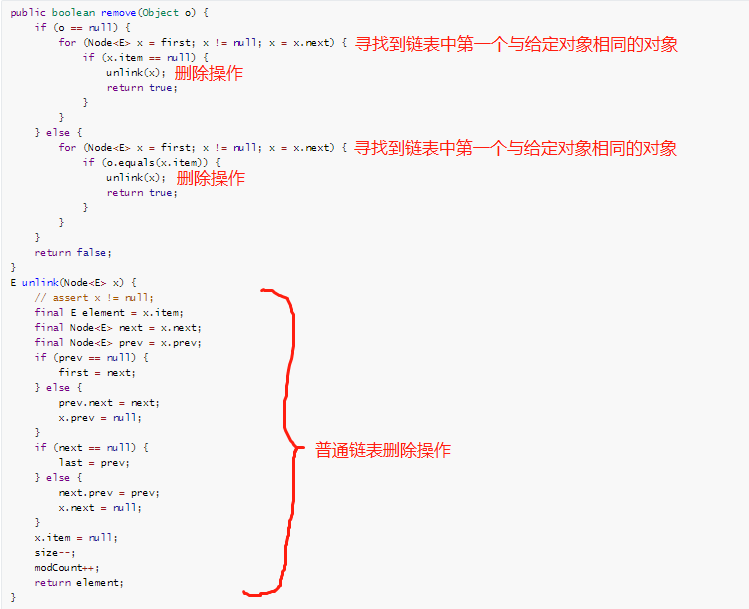 public boolean remove(Object o) {
if (o == null) {
for (Node<E> x = first; x != null; x = x.next) { 寻找到链表中第一个与给定对象相同的对象
if (x.item == null) {
unlink(x); 删除操作
return true;
}
}
} else {
for (Node<E> x = first; x != null; x = x.next) { 寻找到链表中第一个与给定对象相同的对象
if (o.equals(x.item)) {
unlink(x); 删除操作
return true;
}
}
}
return false;
}
E unlink(Node<E> x) {
// assert x != null;
final E element = x.item;
final Node<E> next = x.next;
final Node<E> prev = x.prev;
if (prev == null) {
first = next;
} else {
prev.next = next;
x.prev = null;
}
if (next == null) {
普通链表删除操作
last = prev;
} else {
next.prev = prev;
x.next = null;
}
x.item = null;
size--;
modCount++;
return element;
}